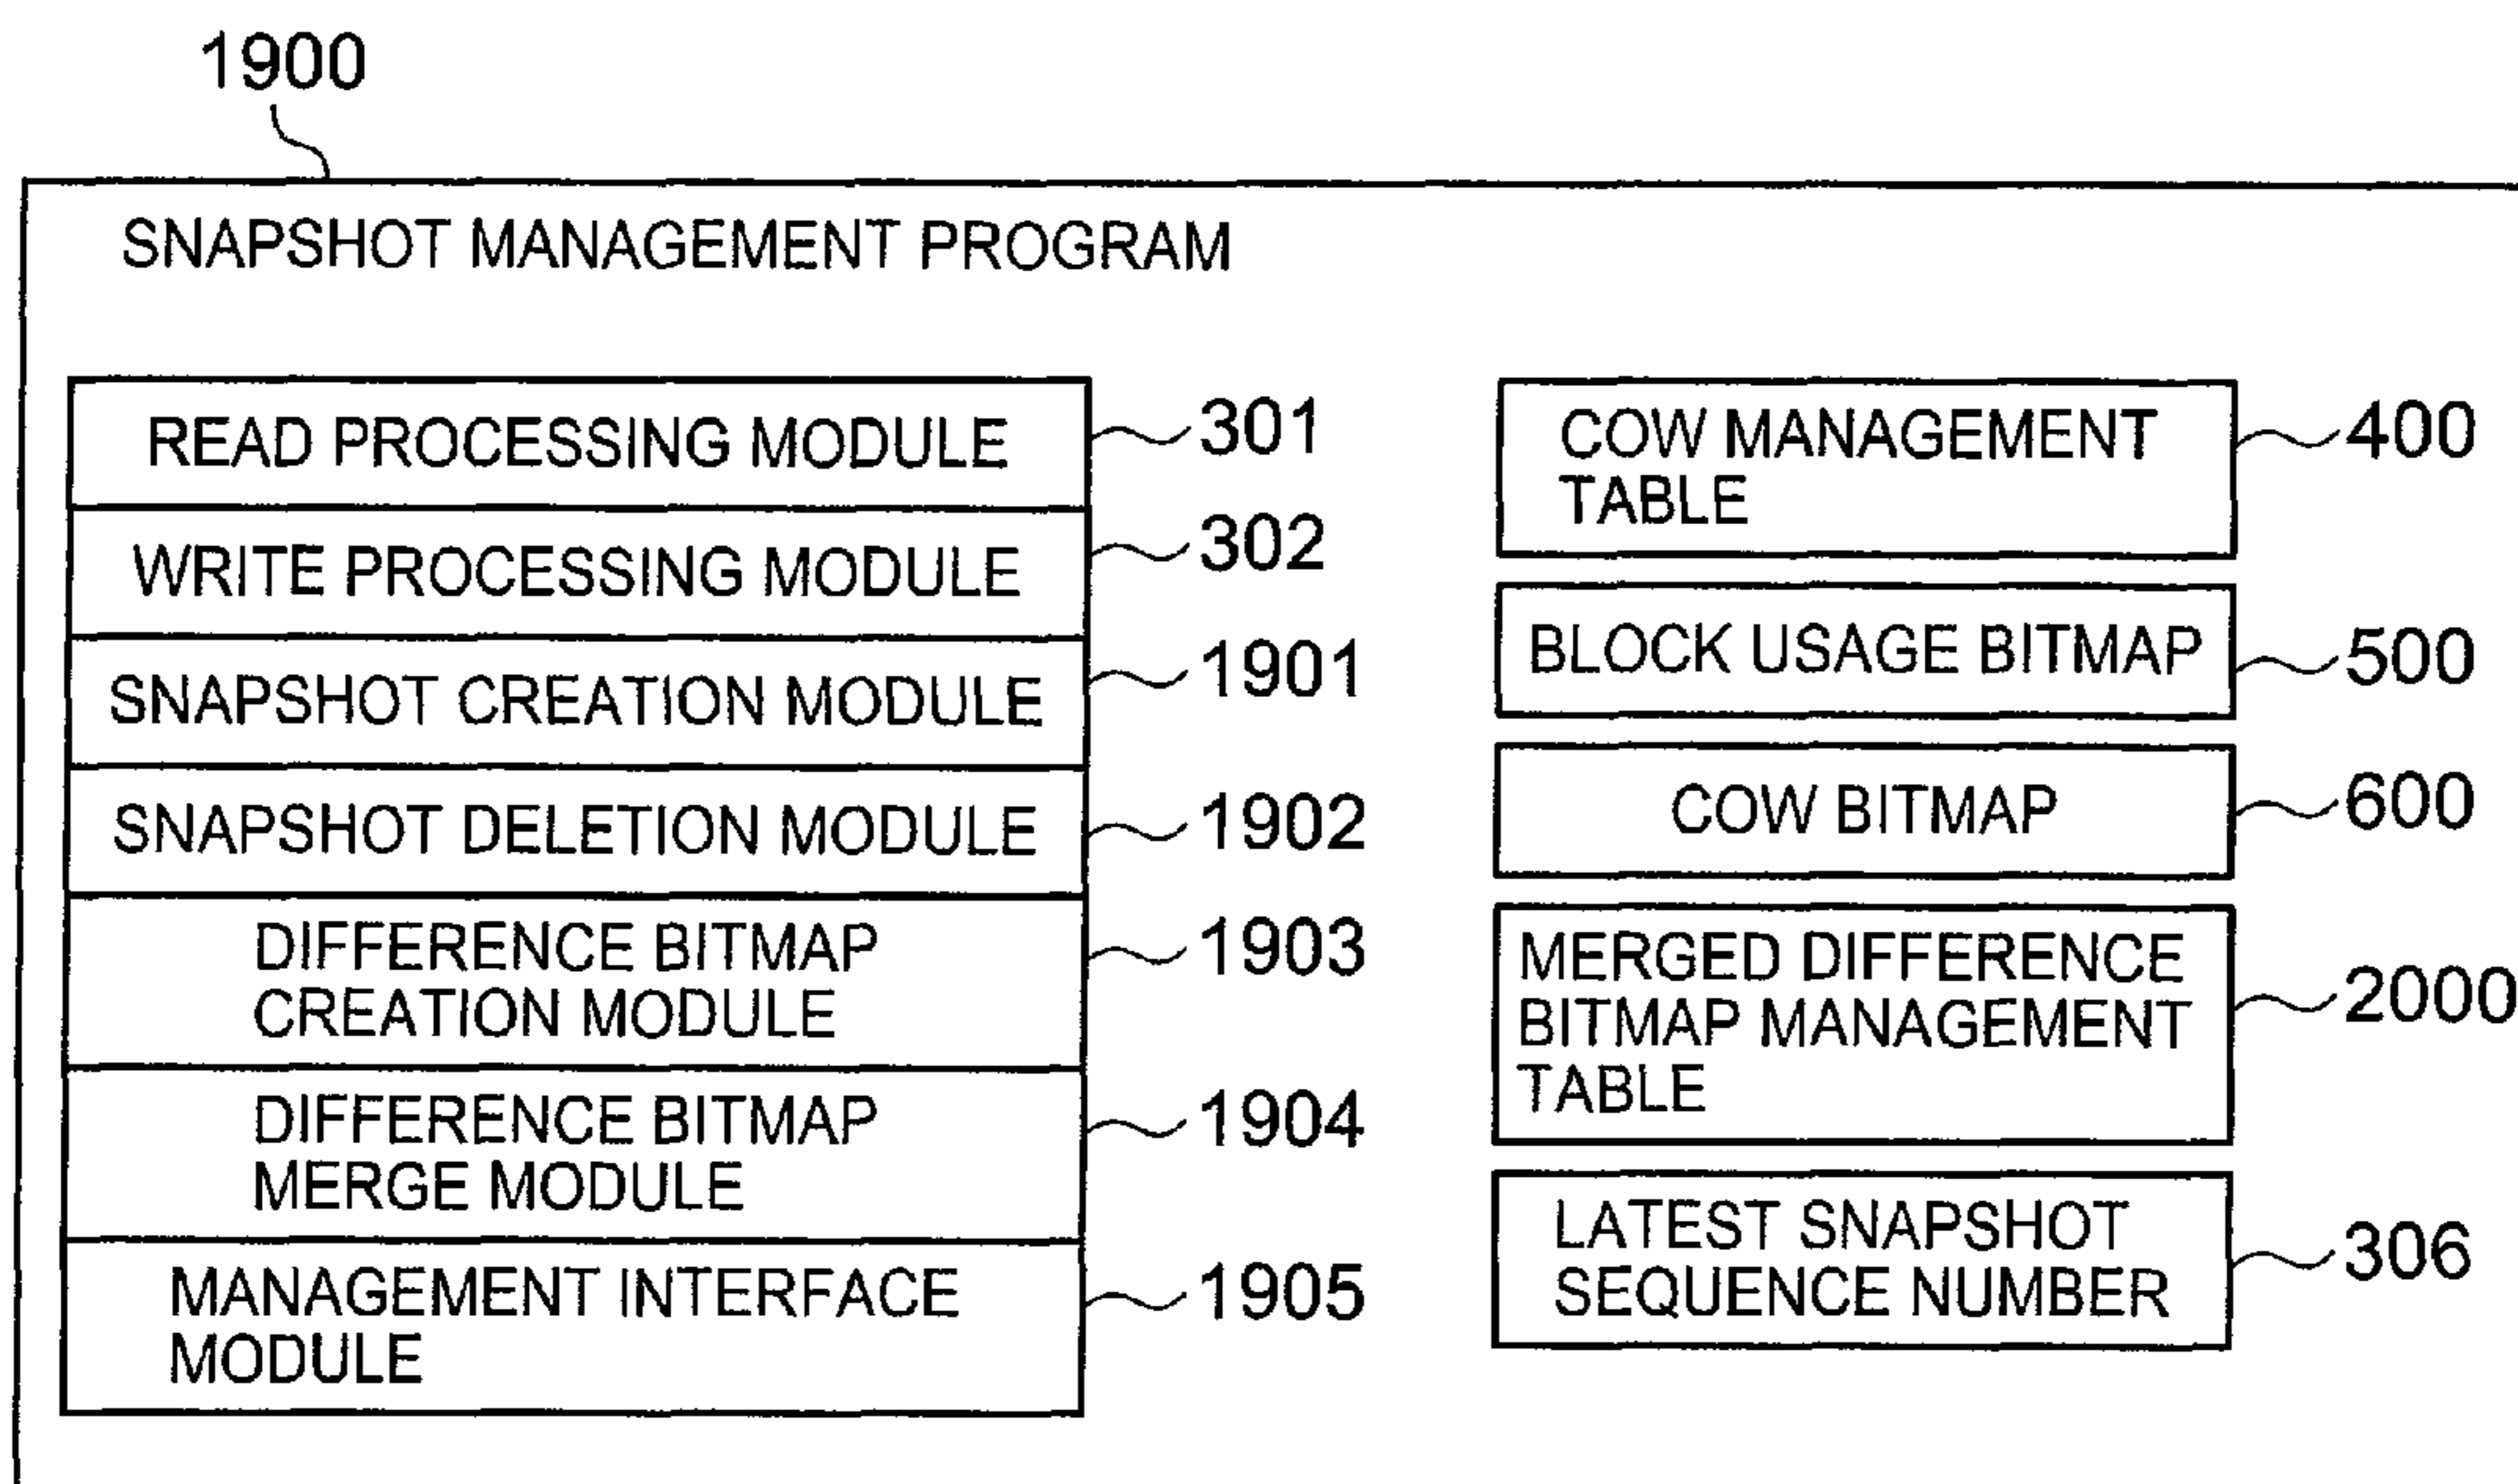 1900
SNAPSHOT MANAGEMENT PROGRAM
READ PROCESSING MODULE
301
WRITE PROCESSING MODULE
302
SNAPSHOT CREATION MODULE
1901
SNAPSHOT DELETION MODULE
1902
DIFFERENCE BITMAP
CREATION MODULE
1903
DIFFERENCE BITMAP
MERGE MODULE
1904
MANAGEMENT INTERFACE
MODULE
1905
COW MANAGEMENT
TABLE
400
BLOCK USAGE BITMAP
500
COW BITMAP
600
MERGED DIFFERENCE
BITMAP MANAGEMENT
TABLE
2000
LATEST SNAPSHOT
SEQUENCE NUMBER
306